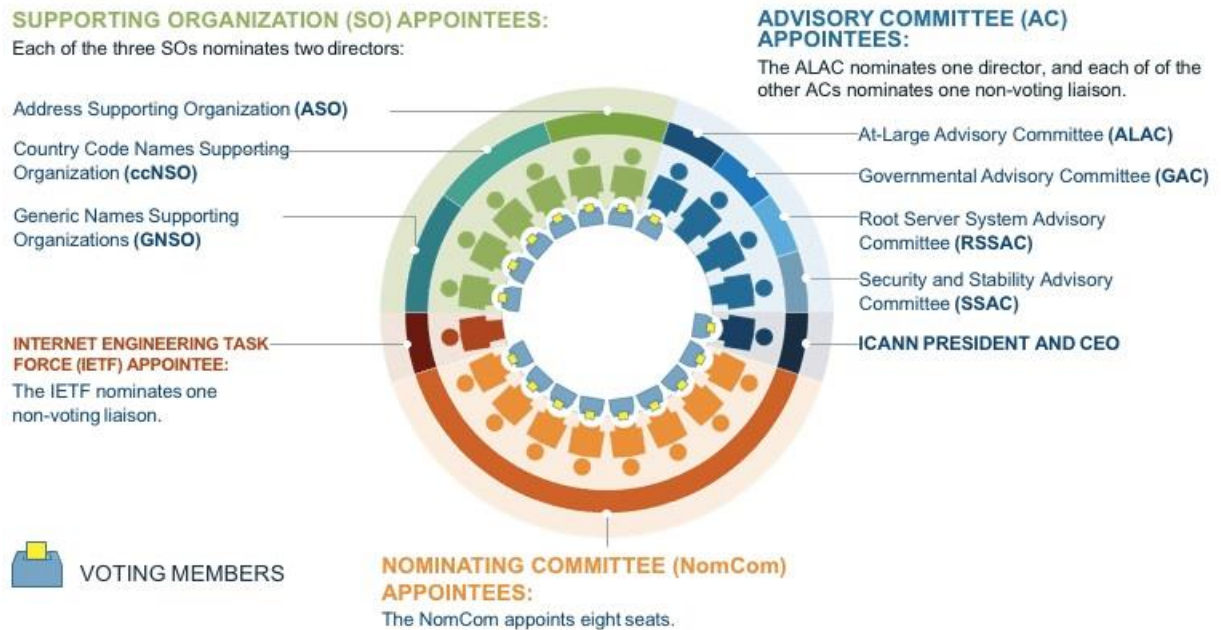 SUPPORTING ORGANIZATION (SO) APPOINTEES:
Each of the three SOs nominates two directors:
Address Supporting Organization (ASO)
Country Code Names Supporting
Organization (ccNSO)
Generic Names Supporting
Organizations (GNSO)
INTERNET ENGINEERING TASK
FORCE (IETF) APPOINTEE:
The IETF nominates one
non-voting liaison.
VOTING MEMBERS
ADVISORY COMMITTEE (AC)
APPOINTEES:
The ALAC nominates one director, and each of of the
other ACs nominates one non-voting liaison.
At-Large Advisory Committee (ALAC)
Governmental Advisory Committee (GAC)
Root Server System Advisory
Committee (RSSAC)
Security and Stability Advisory
Committee (SSAC)
ICANN PRESIDENT AND CEO
NOMINATING COMMITTEE (NomCom)
APPOINTEES:
The NomCom appoints eight seats.